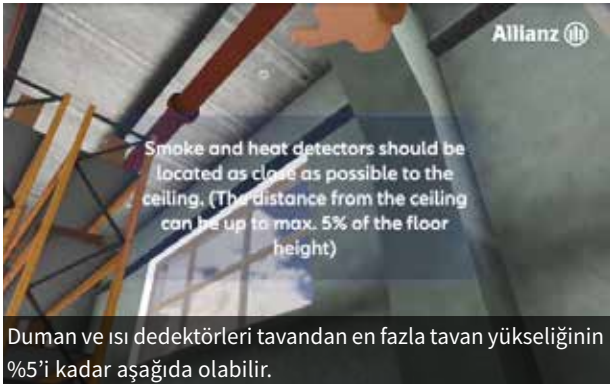 Allianz
Smoke and heat detectors should be
located as close as possible to the
ceiling. (The distance from the ceiling
can be up to max. 5% of the floor
height)
Duman ve ısı dedektörleri tavandan en fazla tavan yükseliğinin
%5'i kadar aşağıda olabilir.